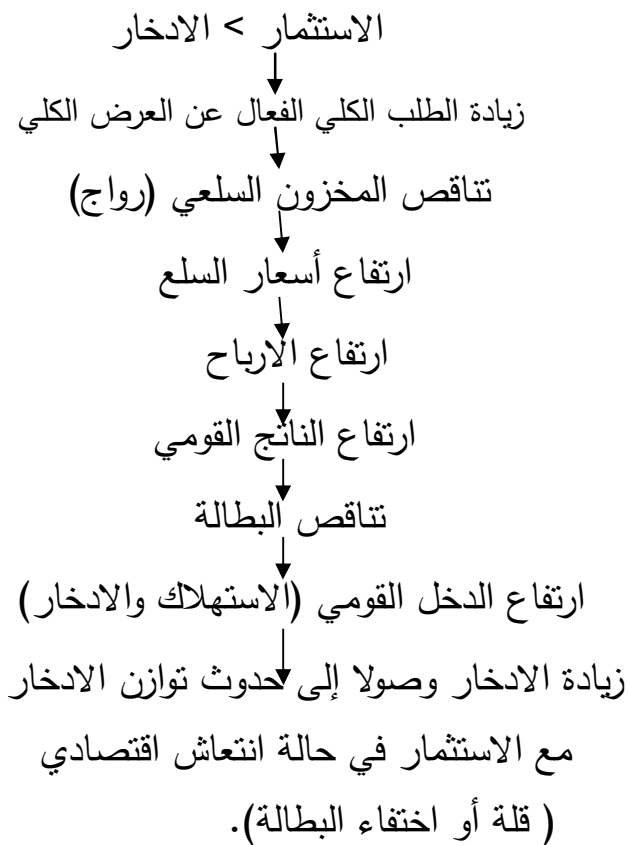 الاستثمار > الادخار
زيادة الطلب الكلي الفعال عن العرض الكلي
تناقص المخزون السلعي (رواج)
ارتفاع أسعار السلع
ارتفاع الارباح
ارتفاع الناتج القومي
تناقص البطالة
ارتفاع الدخل القومي (الاستهلاك والادخار)
زيادة الادخار وصولا إلى حدوث توازن الادخار
مع الاستثمار في حالة انتعاش اقتصادي
( قلة أو اختفاء البطالة).